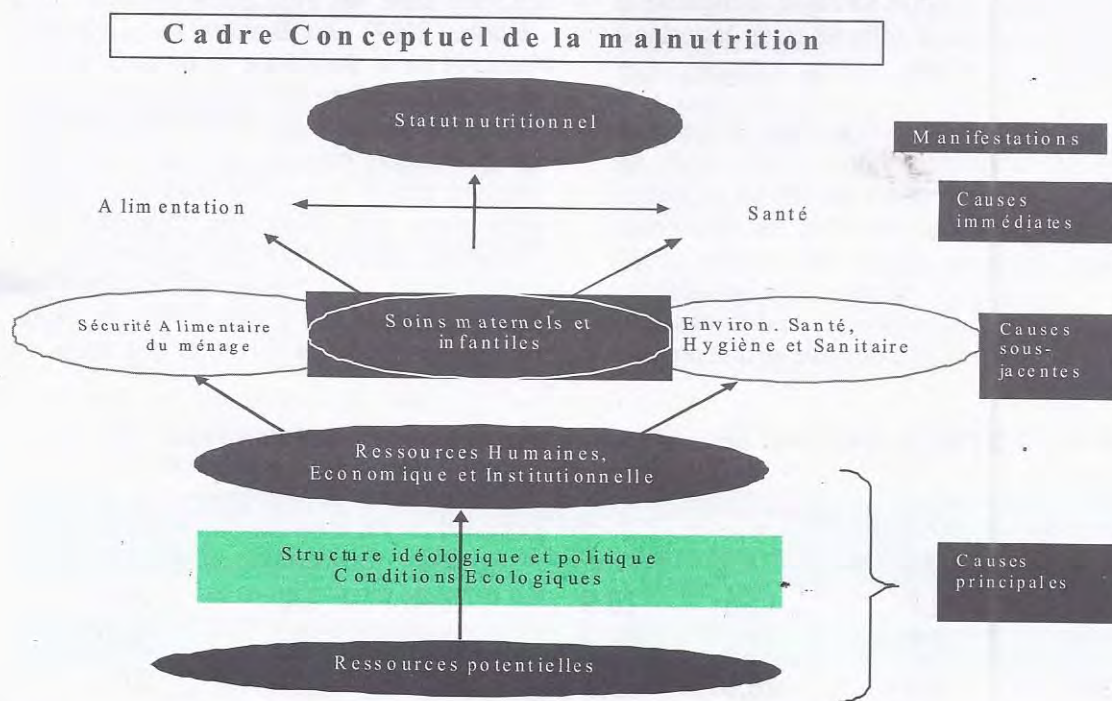 Cadre Conceptuel de la malnutrition
Statut nutritionnel
Manifestations
Alimentation
Santé
Causes
immédiates
Sécurité Alimentaire
du ménage
Soins maternels et
infantiles
Environ. Santé,
Hygiène et Sanitaire
Causes
sous-
jacentes
Ressources Humaines,
Economique et Institutionnelle
Structure idéologique et politique
Conditions Ecologiques
Causes
principales
Ressources potentielles